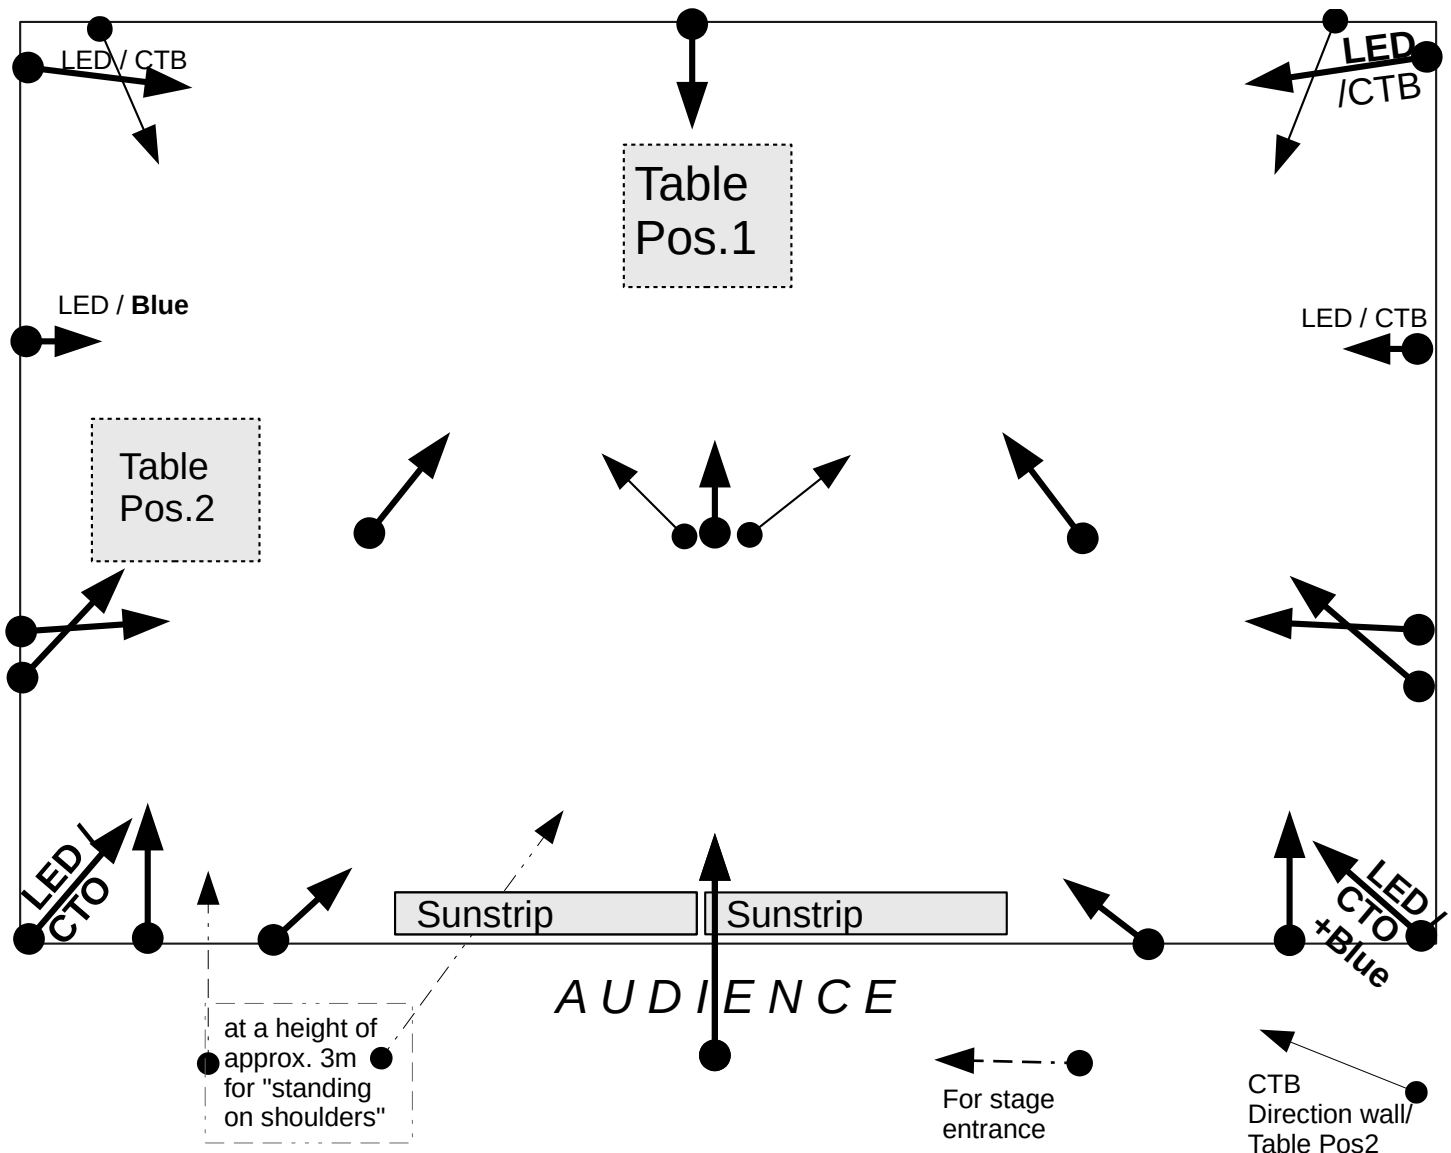 LED / CTB
LED
/CTB
Table
Pos.1
LED / Blue
LED / CTB
Table
Pos.2
LED /
CTO
Sunstrip
Sunstrip
LED /
CTO
+Blue
AUDIENCE
at a height of
approx. 3m
for "standing
on shoulders"
For stage
entrance
CTB
Direction wall/
Table Pos2